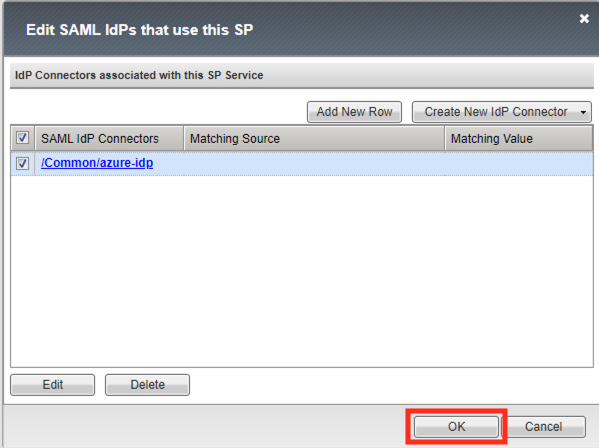 Edit SAML IdPs that use this SP
IdP Connectors associated with this SP Service
Add New Row Create New IdP Connector
SAML IdP Connectors Matching Source Matching Value
/Common/azure-idp
Edit Delete
OK Cancel